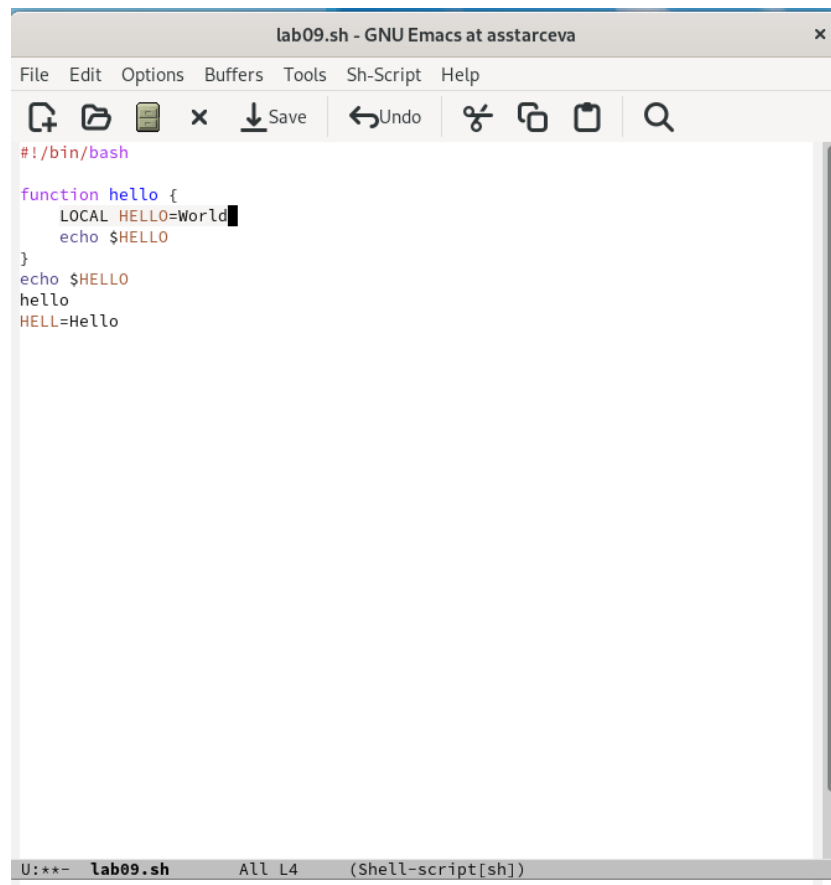 lab09.sh - GNU Emacs at asstarceva ×
File Edit Options Buffers Tools Sh-Script Help
Save Undo
#!/bin/bash
function hello {
    LOCAL HELLO=World
    echo $HELLO
}
echo $HELLO
hello
HELL=Hello
U:**- lab09.sh All L4 (Shell-script[sh])